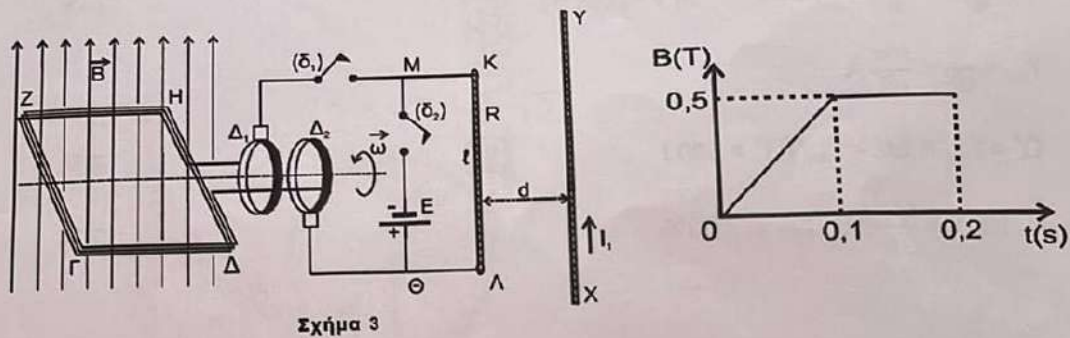 Z
H
B
Γ
Δ
Δ₁
Δ₂
ω
(δ₁)
M
K
(δ₂)
R
ℓ
- E
+
Θ
Λ
d
Y
I₁
X
Σχήμα 3
B(T)
0,5
0
0,1
0,2
t(s)